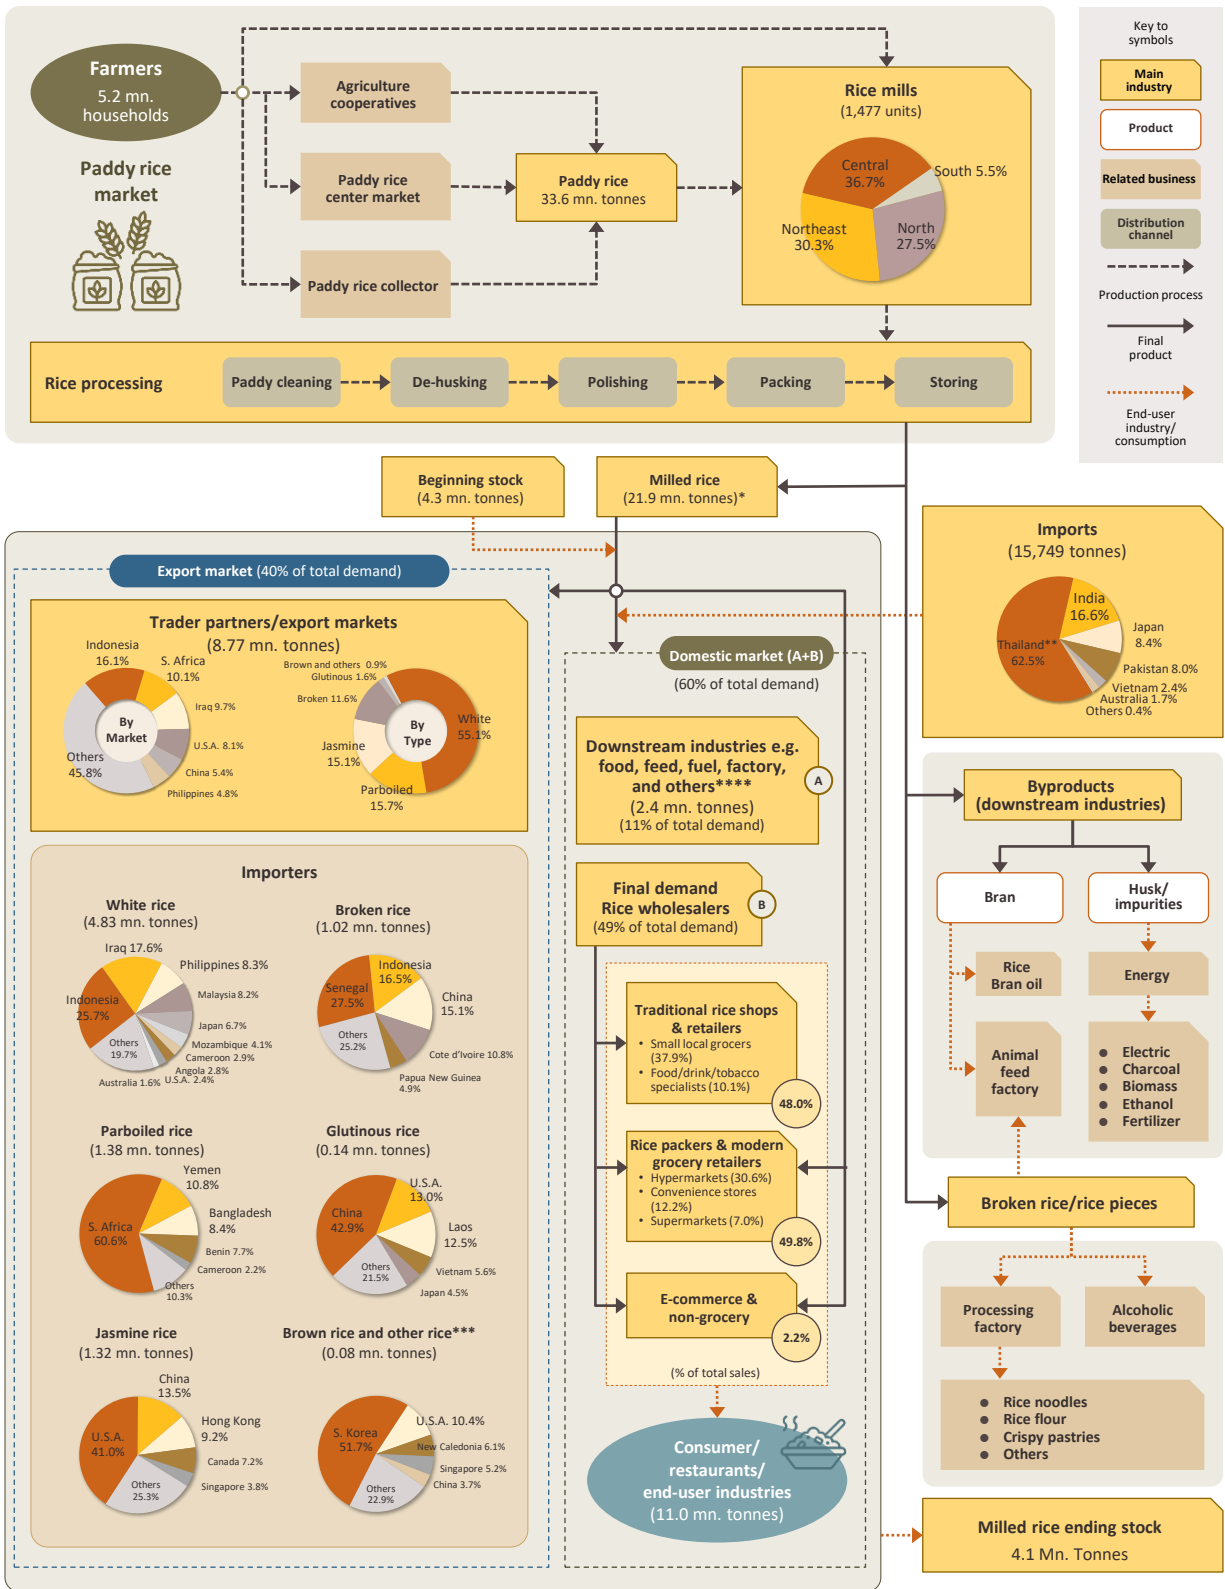 Farmers
5.2 mn.
households
Paddy rice
market
Agriculture
cooperatives
Paddy rice
center market
Paddy rice collector
Paddy rice
33.6 mn. tonnes
Rice mills
(1,477 units)
Central
36.7%
South 5.5%
Northeast
30.3%
North
27.5%
Key to
symbols
Main
industry
Product
Related business
Distribution
channel
Production process
Final
product
End-user
industry/
consumption
Rice processing
Paddy cleaning
De-husking
Polishing
Packing
Storing
Beginning stock
(4.3 mn. tonnes)
Milled rice
(21.9 mn. tonnes)*
Imports
(15,749 tonnes)
India
16.6%
Japan
8.4%
Thailand**
62.5%
Pakistan 8.0%
Vietnam 2.4%
Australia 1.7%
Others 0.4%
Export market (40% of total demand)
Trader partners/export markets
(8.77 mn. tonnes)
Indonesia
16.1%
S. Africa
10.1%
Iraq 9.7%
U.S.A. 8.1%
China 5.4%
Philippines 4.8%
Others
45.8%
By
Market
Brown and others 0.9%
Glutinous 1.6%
Broken 11.6%
Jasmine
15.1%
Parboiled
15.7%
White
55.1%
By
Type
Importers
White rice
(4.83 mn. tonnes)
Iraq 17.6%
Philippines 8.3%
Malaysia 8.2%
Indonesia
25.7%
Japan 6.7%
Mozambique 4.1%
Cameroon 2.9%
Angola 2.8%
U.S.A. 2.4%
Australia 1.6%
Others
19.7%
Broken rice
(1.02 mn. tonnes)
Indonesia
16.5%
Senegal
27.5%
China
15.1%
Others
25.2%
Cote d'Ivoire 10.8%
Papua New Guinea
4.9%
Parboiled rice
(1.38 mn. tonnes)
Yemen
10.8%
Bangladesh
8.4%
S. Africa
60.6%
Benin 7.7%
Cameroon 2.2%
Others
10.3%
Glutinous rice
(0.14 mn. tonnes)
U.S.A.
13.0%
China
42.9%
Laos
12.5%
Others
21.5%
Vietnam 5.6%
Japan 4.5%
Jasmine rice
(1.32 mn. tonnes)
China
13.5%
Hong Kong
9.2%
U.S.A.
41.0%
Canada 7.2%
Singapore 3.8%
Others
25.3%
Brown rice and other rice***
(0.08 mn. tonnes)
U.S.A. 10.4%
S. Korea
51.7%
New Caledonia 6.1%
Singapore 5.2%
China 3.7%
Others
22.9%
Domestic market (A+B)
(60% of total demand)
Downstream industries e.g.
food, feed, fuel, factory,
and others****
(2.4 mn. tonnes)
(11% of total demand)
A
Final demand
Rice wholesalers
(49% of total demand)
B
Traditional rice shops
& retailers
• Small local grocers
(37.9%)
• Food/drink/tobacco
specialists (10.1%)
48.0%
Rice packers & modern
grocery retailers
• Hypermarkets (30.6%)
• Convenience stores
(12.2%)
• Supermarkets (7.0%)
49.8%
E-commerce &
non-grocery
2.2%
(% of total sales)
Consumer/
restaurants/
end-user industries
(11.0 mn. tonnes)
Byproducts
(downstream industries)
Bran
Husk/
impurities
Rice
Bran oil
Energy
Animal
feed
factory
● Electric
● Charcoal
● Biomass
● Ethanol
● Fertilizer
Broken rice/rice pieces
Processing
factory
Alcoholic
beverages
● Rice noodles
● Rice flour
● Crispy pastries
● Others
Milled rice ending stock
4.1 Mn. Tonnes